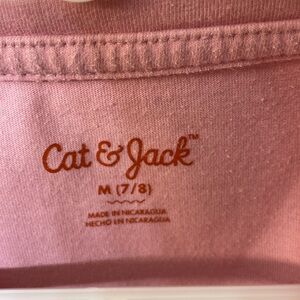 Cat & Jack™
M (7/8)
MADE IN NICARAGUA
HECHO EN NICARAGUA